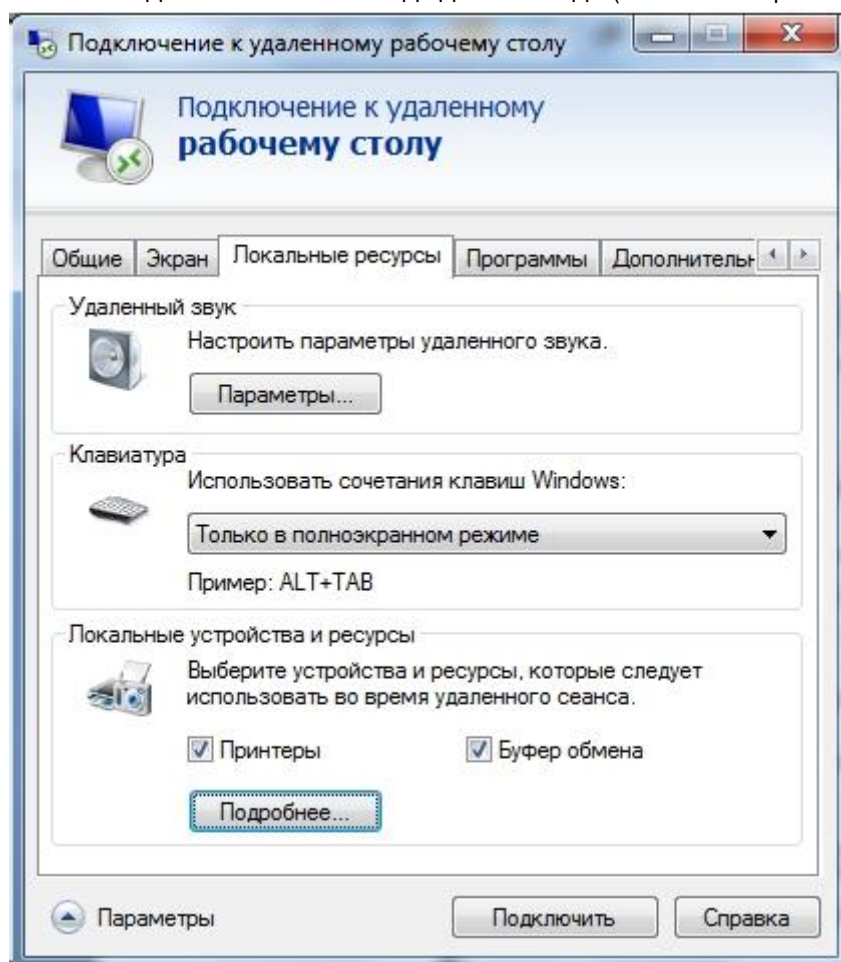 Подключение к удаленному рабочему столу
Подключение к удаленному
рабочему столу
Общие Экран Локальные ресурсы Программы Дополнительн
Удаленный звук
Настроить параметры удаленного звука.
Параметры...
Клавиатура
Использовать сочетания клавиш Windows:
Только в полноэкранном режиме
Пример: ALT+TAB
Локальные устройства и ресурсы
Выберите устройства и ресурсы, которые следует
использовать во время удаленного сеанса.
Принтеры Буфер обмена
Подробнее...
Параметры Подключить Справка